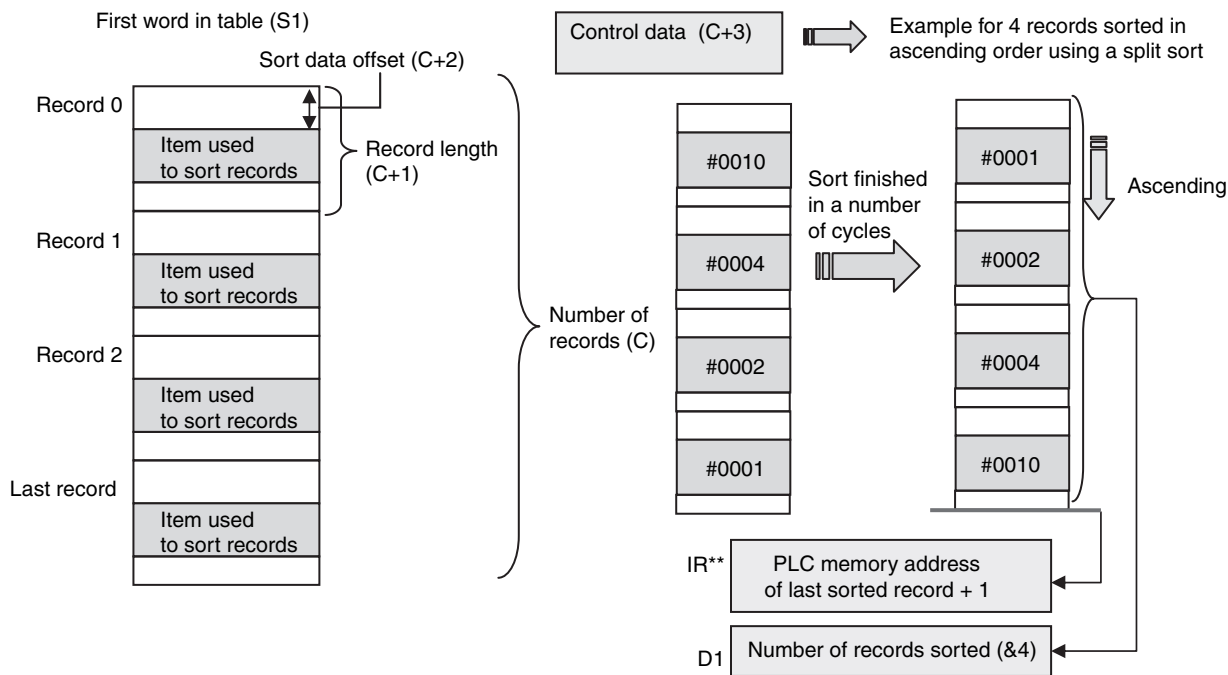 First word in table (S1)
Sort data offset (C+2)
Record 0
Item used
to sort records
Record length
(C+1)
Record 1
Item used
to sort records
Record 2
Item used
to sort records
Last record
Item used
to sort records
Number of
records (C)
Control data (C+3)
Example for 4 records sorted in
ascending order using a split sort
#0010
#0004
#0002
#0001
Sort finished
in a number
of cycles
#0001
#0002
#0004
#0010
Ascending
IR**
PLC memory address
of last sorted record + 1
D1
Number of records sorted (&4)